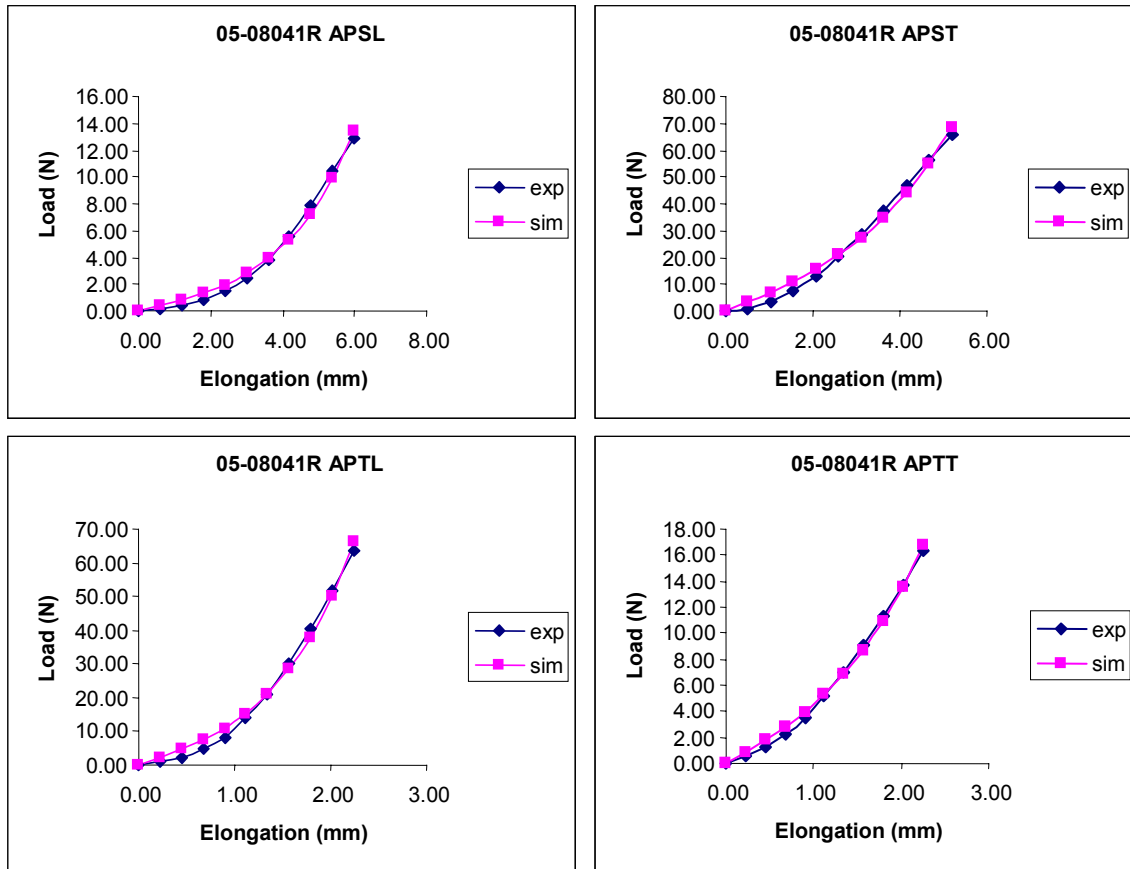 05-08041R APSL
16.00
14.00
12.00
10.00
8.00
6.00
4.00
2.00
0.00
Load (N)
0.00 2.00 4.00 6.00 8.00
Elongation (mm)
exp
sim
05-08041R APST
80.00
70.00
60.00
50.00
40.00
30.00
20.00
10.00
0.00
Load (N)
0.00 2.00 4.00 6.00
Elongation (mm)
exp
sim
05-08041R APTL
70.00
60.00
50.00
40.00
30.00
20.00
10.00
0.00
Load (N)
0.00 1.00 2.00 3.00
Elongation (mm)
exp
sim
05-08041R APTT
18.00
16.00
14.00
12.00
10.00
8.00
6.00
4.00
2.00
0.00
Load (N)
0.00 1.00 2.00 3.00
Elongation (mm)
exp
sim